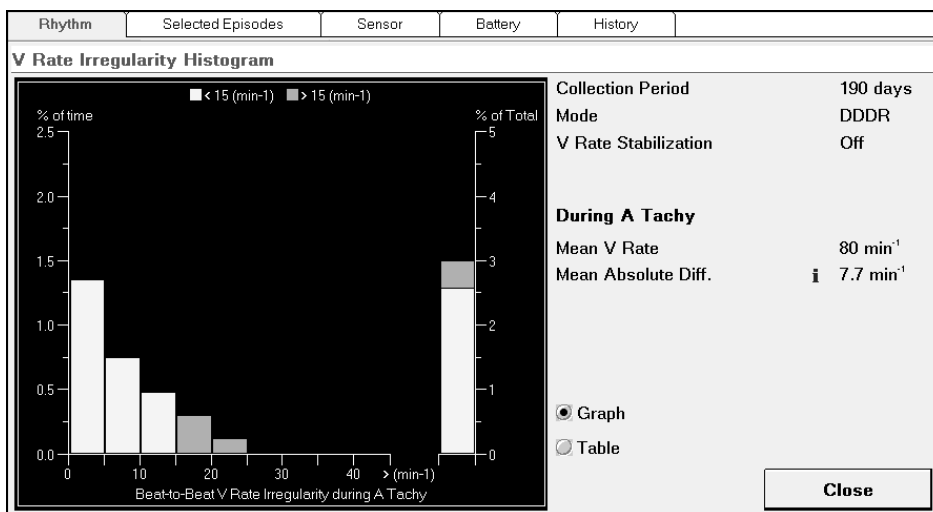 Rhythm Selected Episodes Sensor Battery History
V Rate Irregularity Histogram
< 15 (min-1) > 15 (min-1)
% of time % of Total
2.5 5
2.0 4
1.5 3
1.0 2
0.5 1
0.0 0
0 10 20 30 40 > (min-1)
Beat-to-Beat V Rate Irregularity during A Tachy
Collection Period 190 days
Mode DDDR
V Rate Stabilization Off
During A Tachy
Mean V Rate 80 min⁻¹
Mean Absolute Diff. i 7.7 min⁻¹
Graph
Table
Close